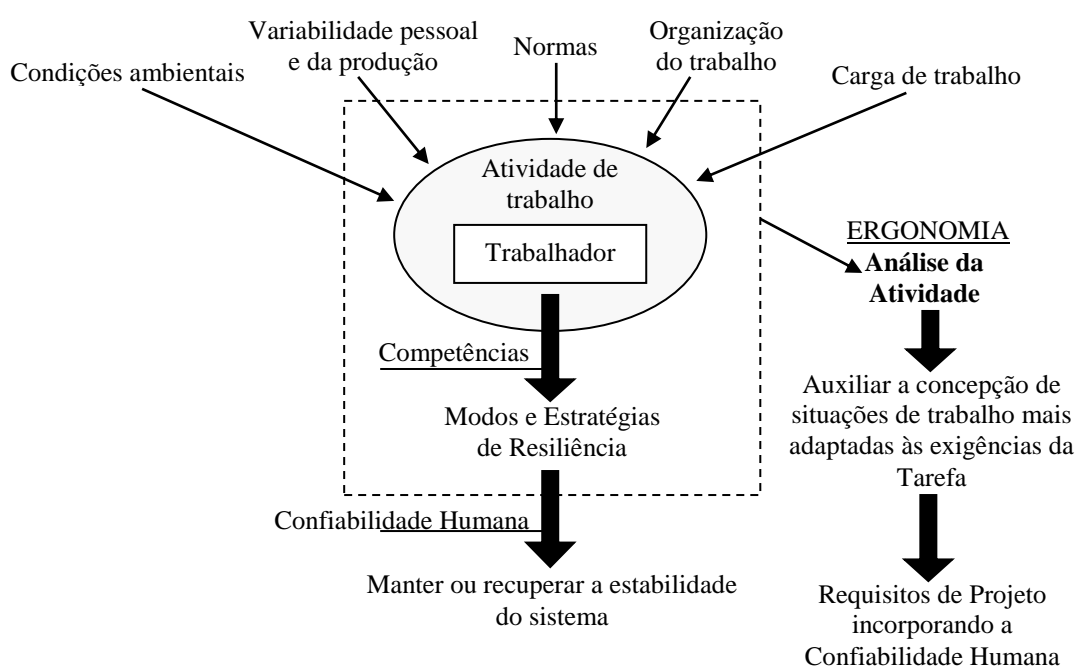 Condições ambientais
Variabilidade pessoal
e da produção
Normas
Organização
do trabalho
Carga de trabalho
Atividade de
trabalho
Trabalhador
Competências
Modos e Estratégias
de Resiliência
Confiabilidade Humana
Manter ou recuperar a estabilidade
do sistema
ERGONOMIA
Análise da
Atividade
Auxiliar a concepção de
situações de trabalho mais
adaptadas às exigências da
Tarefa
Requisitos de Projeto
incorporando a
Confiabilidade Humana